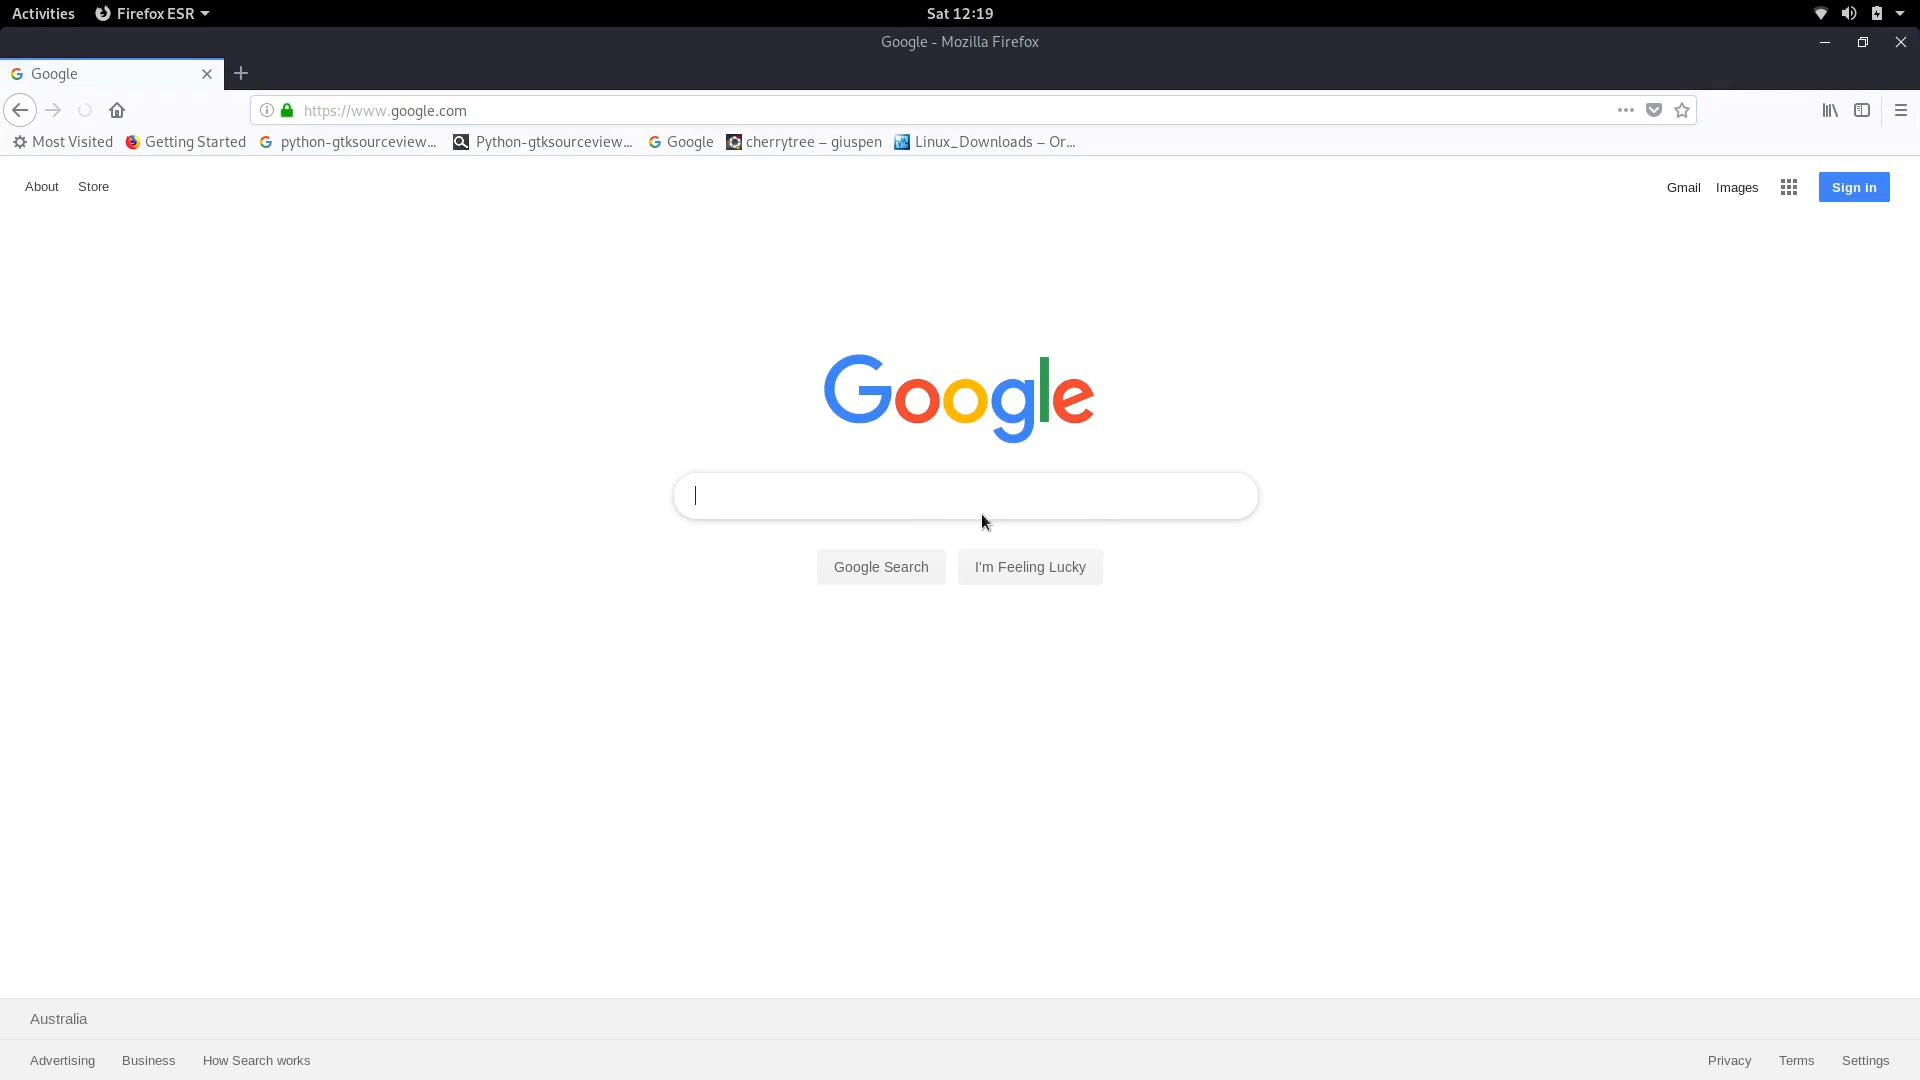 Activities Firefox ESR Sat 12:19
Google - Mozilla Firefox
Google
https://www.google.com
Most Visited Getting Started python-gtksourceview... Python-gtksourceview... Google cherrytree – giuspen Linux_Downloads – Or...
About Store Gmail Images Sign in
Google
Google Search I'm Feeling Lucky
Australia
Advertising Business How Search works Privacy Terms Settings